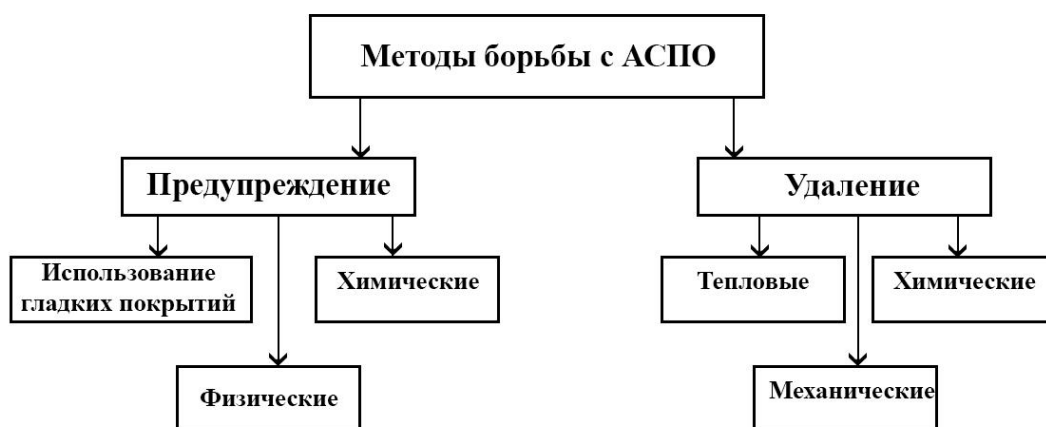 Методы борьбы с АСПО
Предупреждение
Удаление
Использование
гладких покрытий
Химические
Тепловые
Химические
Физические
Механические